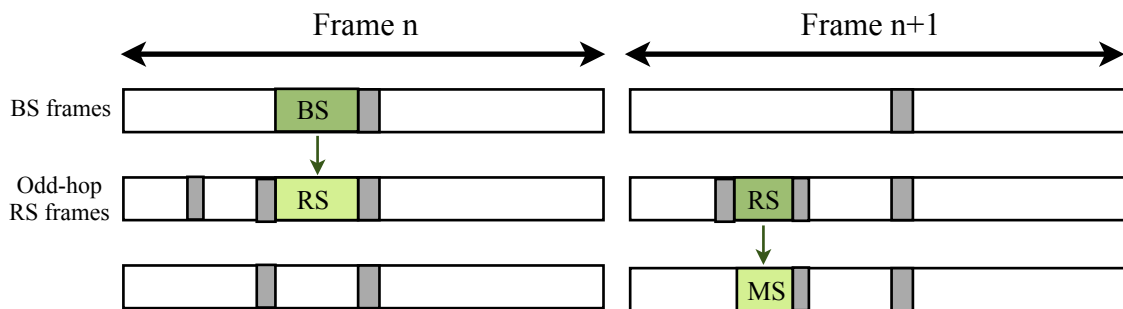 Frame n
Frame n+1
BS frames
BS
Odd-hop
RS frames
RS
RS
MS